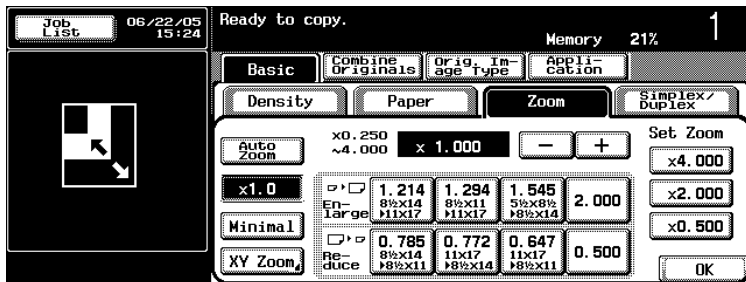 Job List
06/22/05
15:24
Ready to copy.
Memory 21% 1
Basic
Combine Originals
Orig. Im-
age Type
Appli-
cation
Density
Paper
Zoom
Simplex/
Duplex
Auto
Zoom
x0.250
~4.000
x 1.000
− +
Set Zoom
x4.000
x1.0
En-
large
1.214
8½x14
▸11x17
1.294
8½x11
▸11x17
1.545
5½x8½
▸8½x14
2.000
x2.000
Minimal
x0.500
XY Zoom
Re-
duce
0.785
8½x14
▸8½x11
0.772
11x17
▸8½x14
0.647
11x17
▸8½x11
0.500
OK